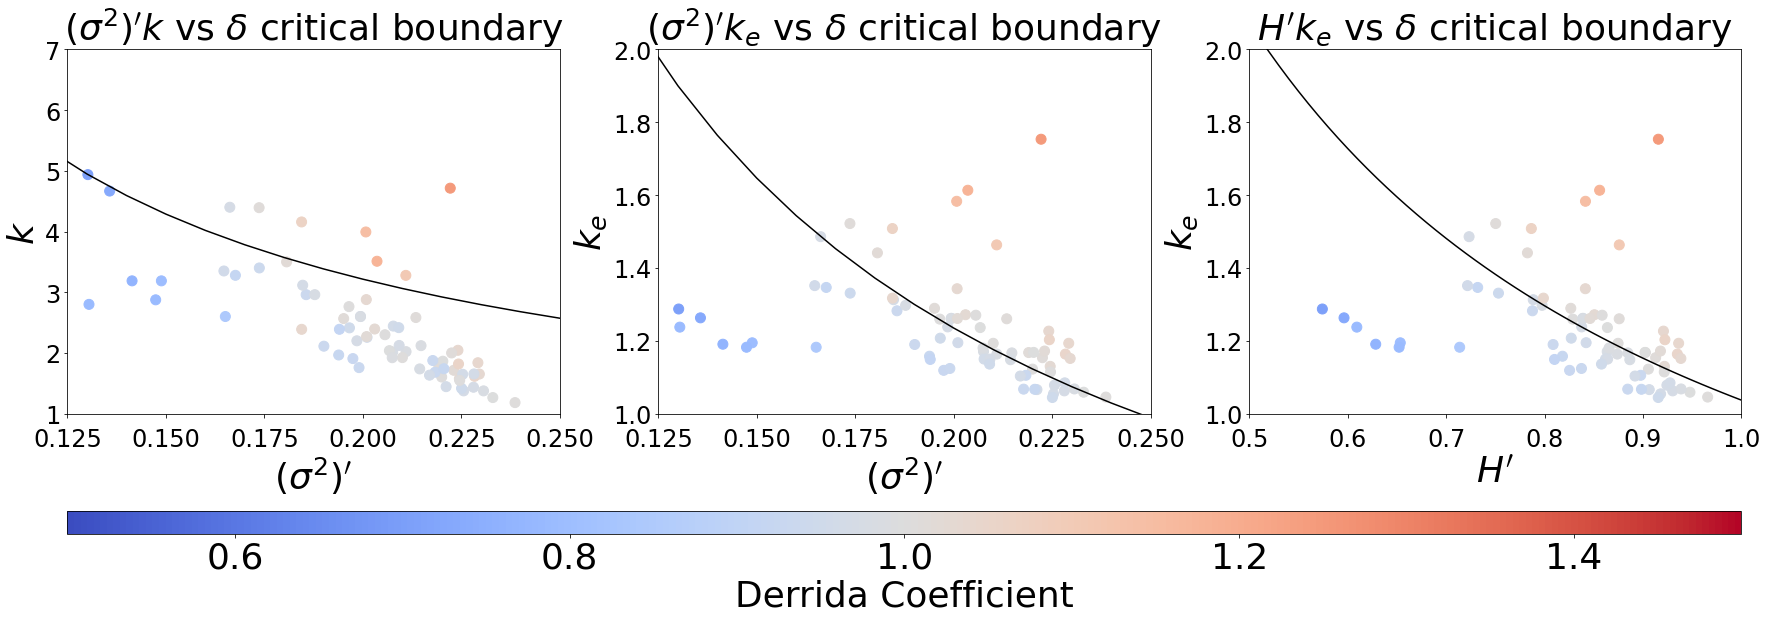 (σ²)′k vs δ critical boundary
(σ²)′kₑ vs δ critical boundary
H′kₑ vs δ critical boundary
7
6
5
4
3
2
1
k
0.125 0.150 0.175 0.200 0.225 0.250
(σ²)′
2.0
1.8
1.6
1.4
1.2
1.0
kₑ
0.125 0.150 0.175 0.200 0.225 0.250
(σ²)′
2.0
1.8
1.6
1.4
1.2
1.0
kₑ
0.5 0.6 0.7 0.8 0.9 1.0
H′
0.6 0.8 1.0 1.2 1.4
Derrida Coefficient